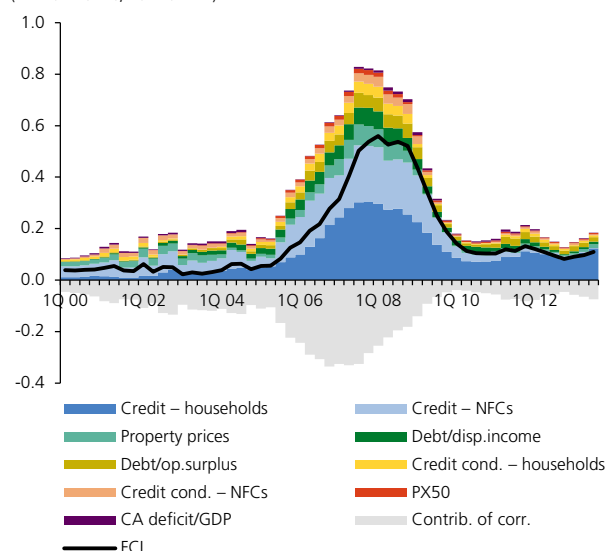 1.0
0.8
0.6
0.4
0.2
0.0
1Q 00 1Q 02 1Q 04 1Q 06 1Q 08 1Q 10 1Q 12
-0.2
-0.4
Credit – households Credit – NFCs
Property prices Debt/disp.income
Debt/op.surplus Credit cond. – households
Credit cond. – NFCs PX50
CA deficit/GDP Contrib. of corr.